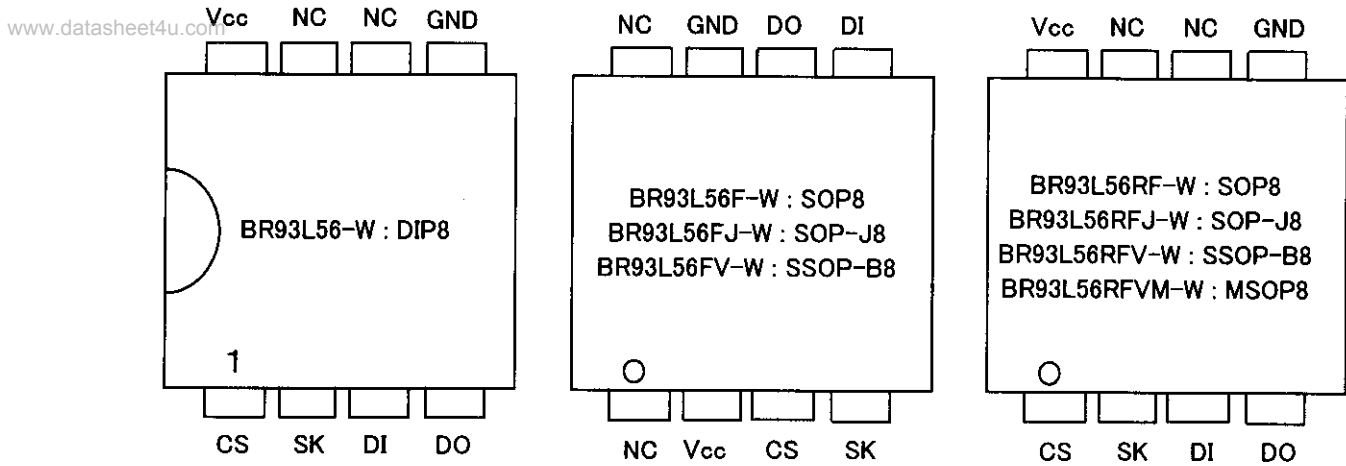 www.datasheet4u.com
Vcc NC NC GND
BR93L56-W : DIP8
1
CS SK DI DO
NC GND DO DI
BR93L56F-W : SOP8
BR93L56FJ-W : SOP-J8
BR93L56FV-W : SSOP-B8
NC Vcc CS SK
Vcc NC NC GND
BR93L56RF-W : SOP8
BR93L56RFJ-W : SOP-J8
BR93L56RFV-W : SSOP-B8
BR93L56RFVM-W : MSOP8
CS SK DI DO